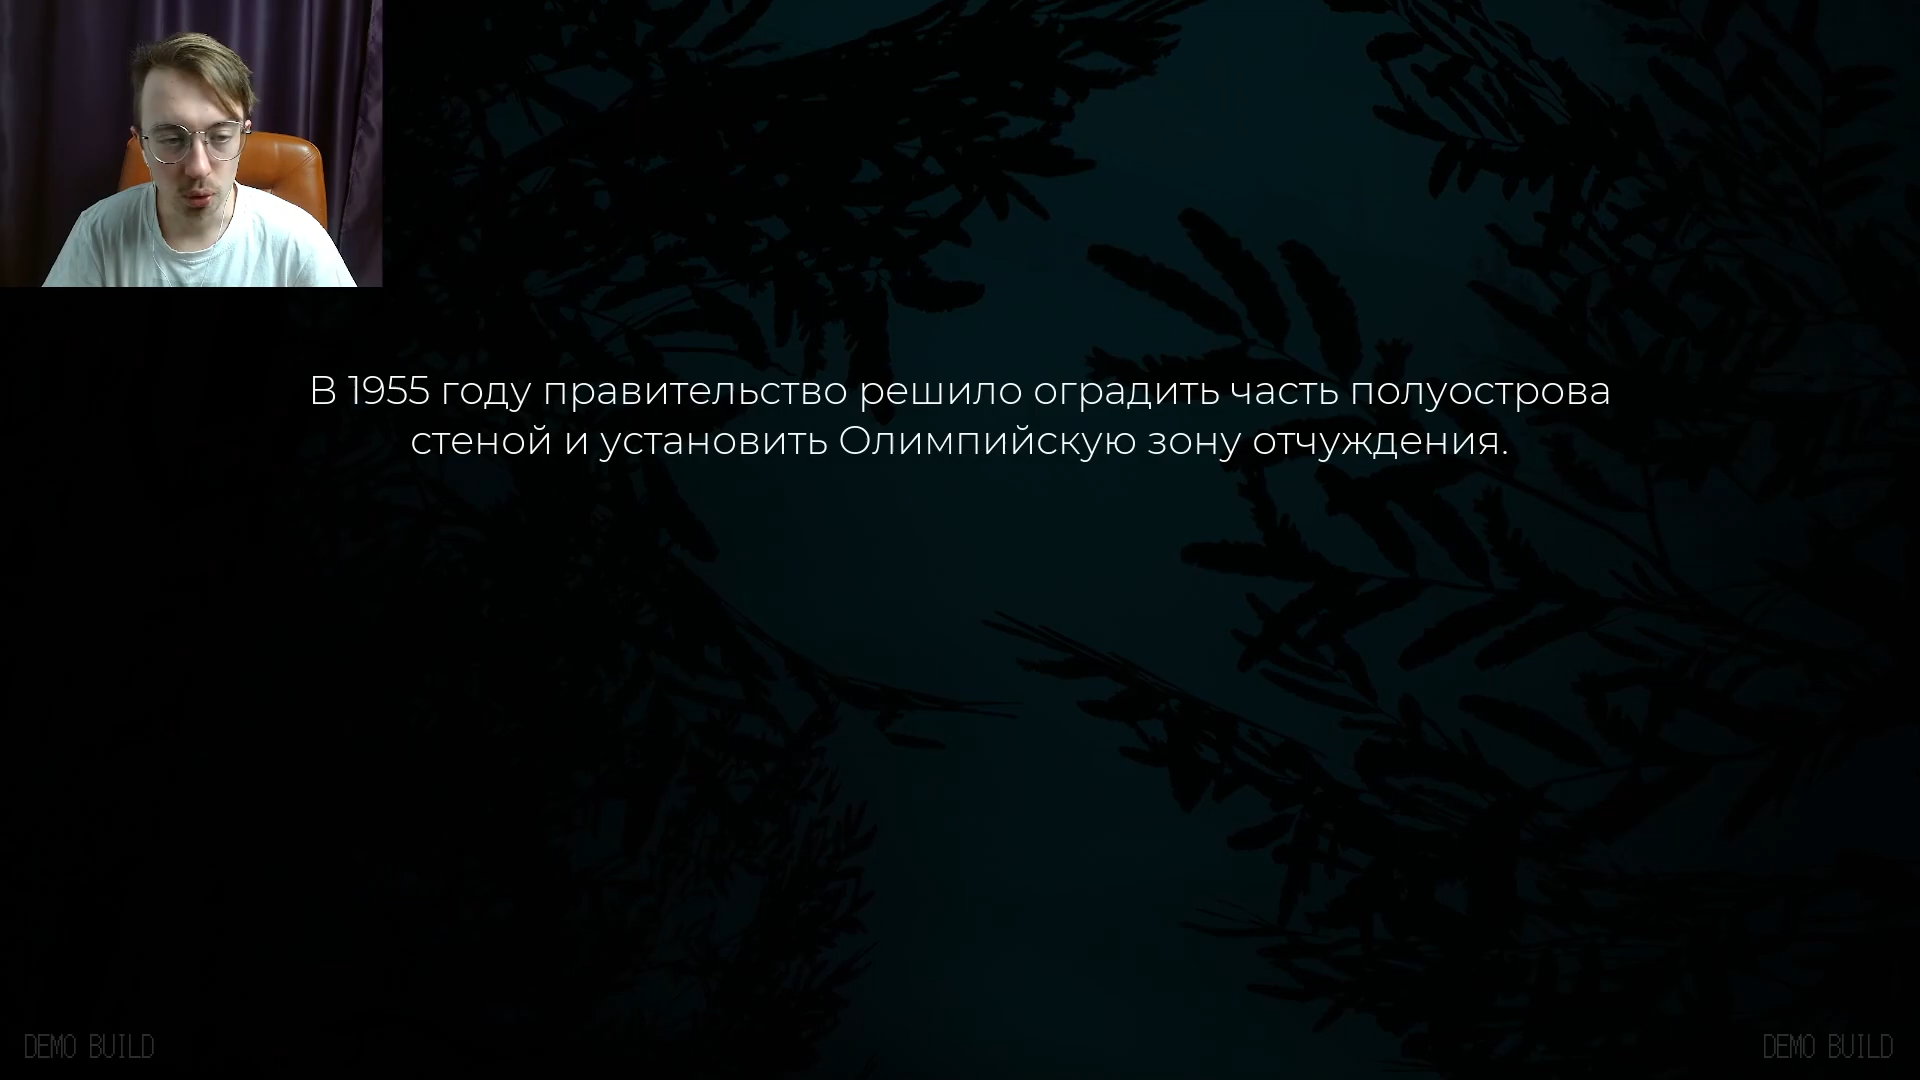 В 1955 году правительство решило оградить часть полуострова
стеной и установить Олимпийскую зону отчуждения.
DEMO BUILD
DEMO BUILD